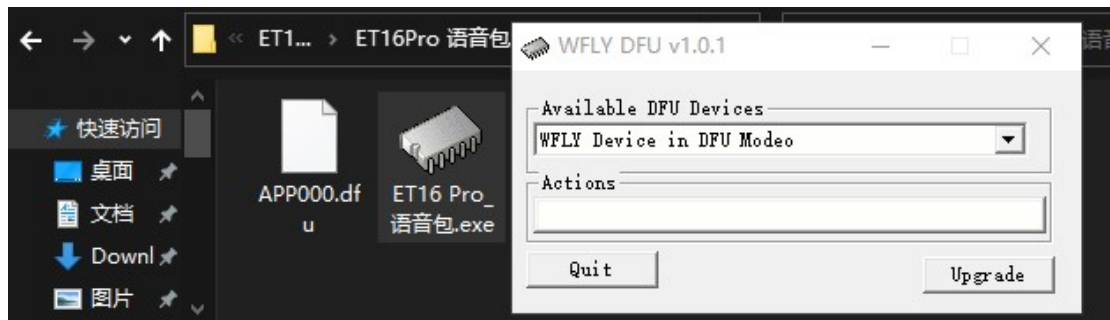 « ET1... › ET16Pro 语音包
WFLY DFU v1.0.1
Available DFU Devices
WFLY Device in DFU Modeo
Actions
Quit
Upgrade
快速访问
桌面
文档
Downl
图片
APP000.df
u
ET16 Pro_
语音包.exe